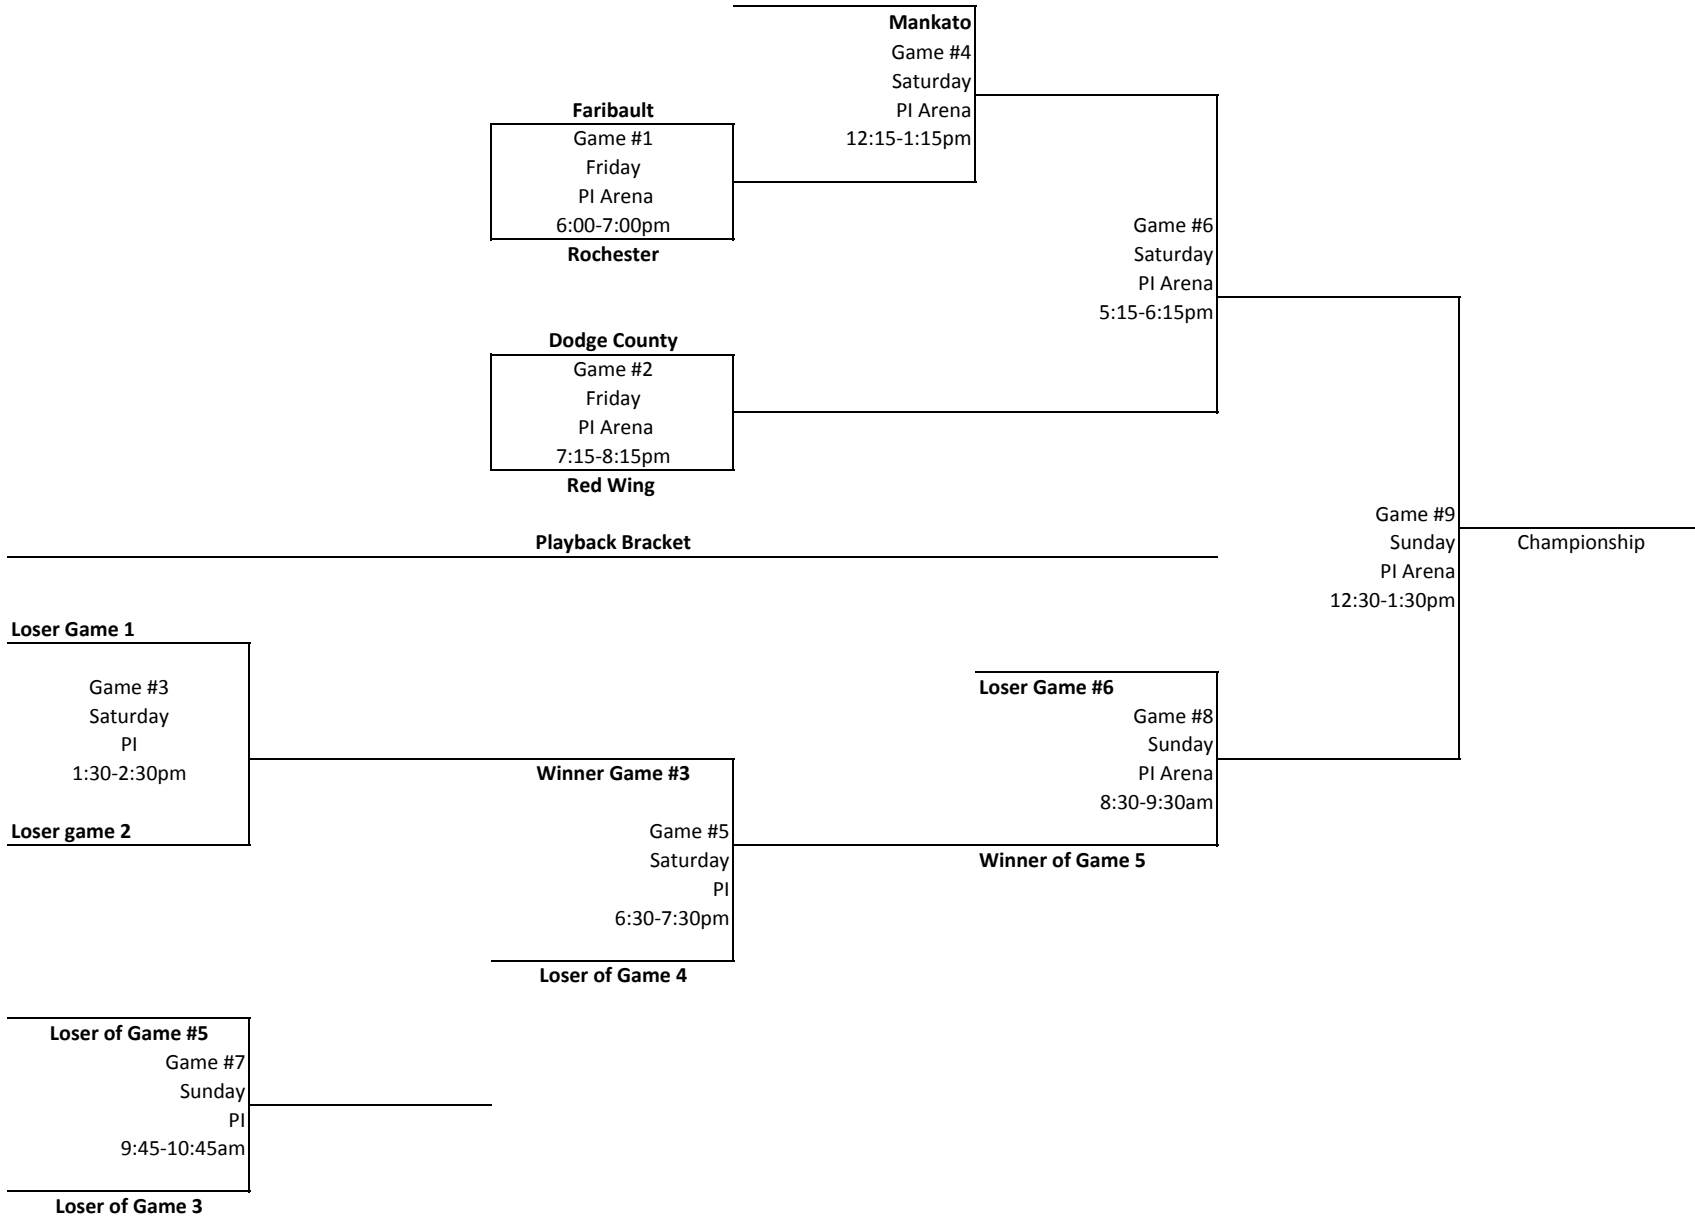 Mankato
Game #4
Saturday
PI Arena
12:15-1:15pm
Faribault
Game #1
Friday
PI Arena
6:00-7:00pm
Rochester
Game #6
Saturday
PI Arena
5:15-6:15pm
Dodge County
Game #2
Friday
PI Arena
7:15-8:15pm
Red Wing
Game #9
Sunday
PI Arena
12:30-1:30pm
Championship
Playback Bracket
Loser Game 1
Game #3
Saturday
PI
1:30-2:30pm
Loser game 2
Winner Game #3
Game #5
Saturday
PI
6:30-7:30pm
Loser of Game 4
Loser Game #6
Game #8
Sunday
PI Arena
8:30-9:30am
Winner of Game 5
Loser of Game #5
Game #7
Sunday
PI
9:45-10:45am
Loser of Game 3